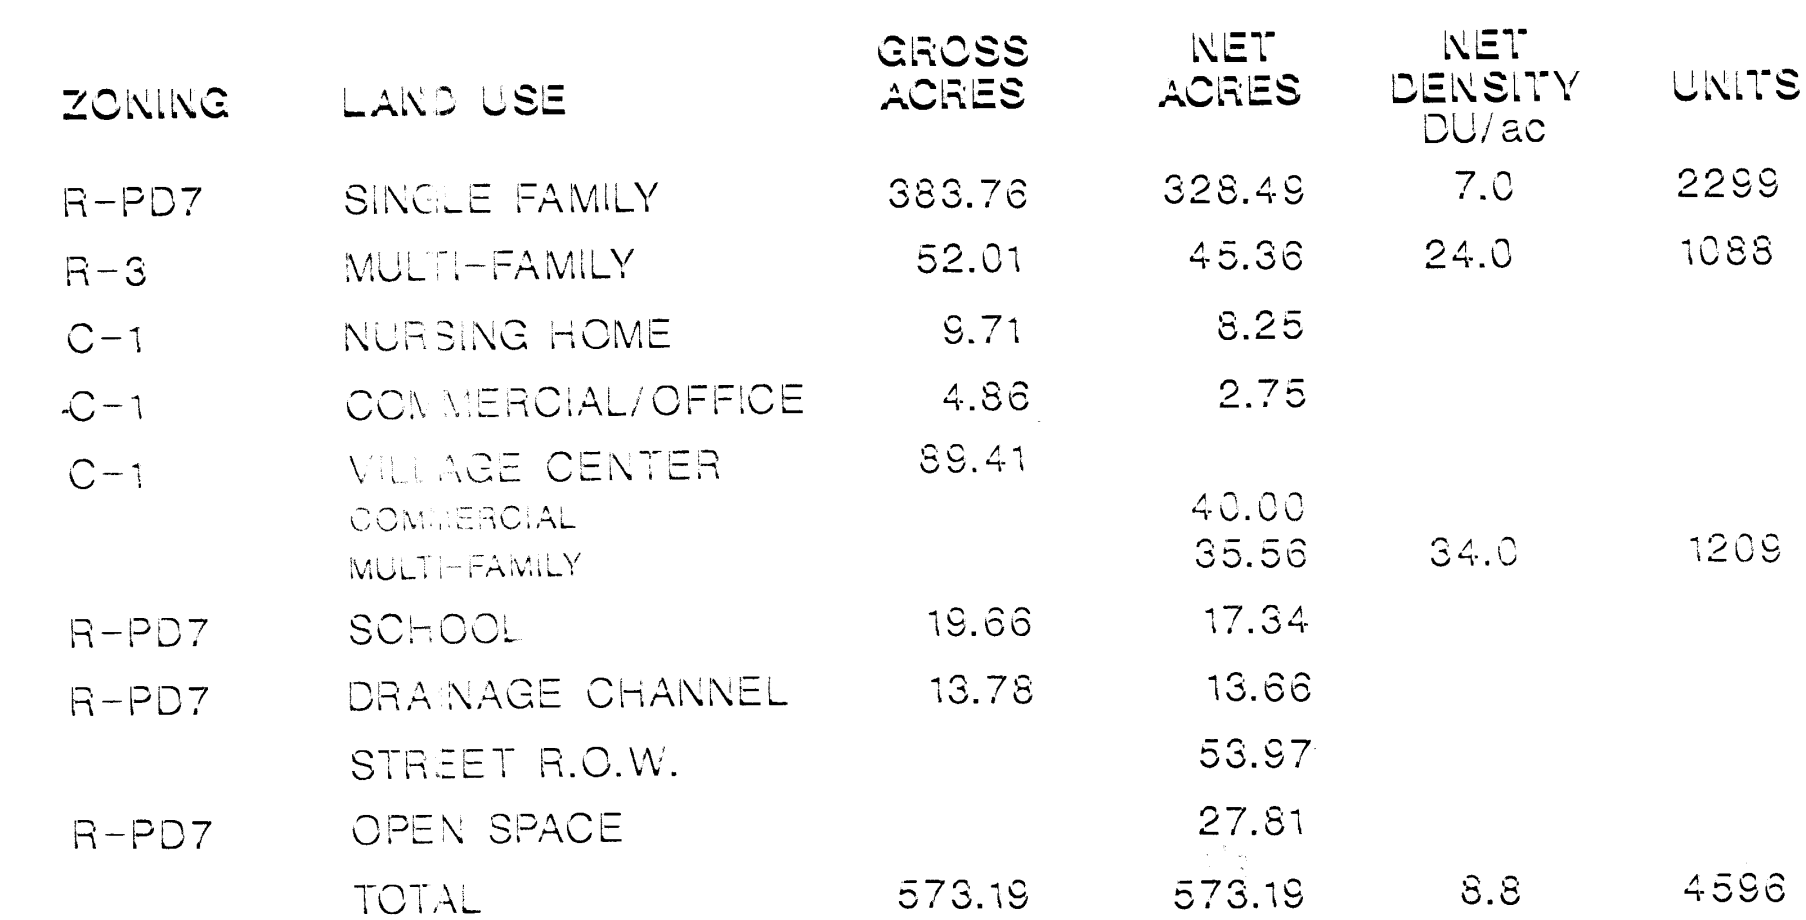 ZONING LAND USE GROSS ACRES NET ACRES NET DENSITY DU/ac UNITS
R-PD7 SINGLE FAMILY 383.76 328.49 7.0 2299
R-3 MULTI-FAMILY 52.01 45.36 24.0 1088
C-1 NURSING HOME 9.71 8.25
C-1 COMMERCIAL/OFFICE 4.86 2.75
C-1 VILLAGE CENTER 89.41
COMMERCIAL 40.00
MULTI-FAMILY 35.56 34.0 1209
R-PD7 SCHOOL 19.66 17.34
R-PD7 DRAINAGE CHANNEL 13.78 13.66
STREET R.O.W. 53.97
R-PD7 OPEN SPACE 27.81
TOTAL 573.19 573.19 8.8 4596